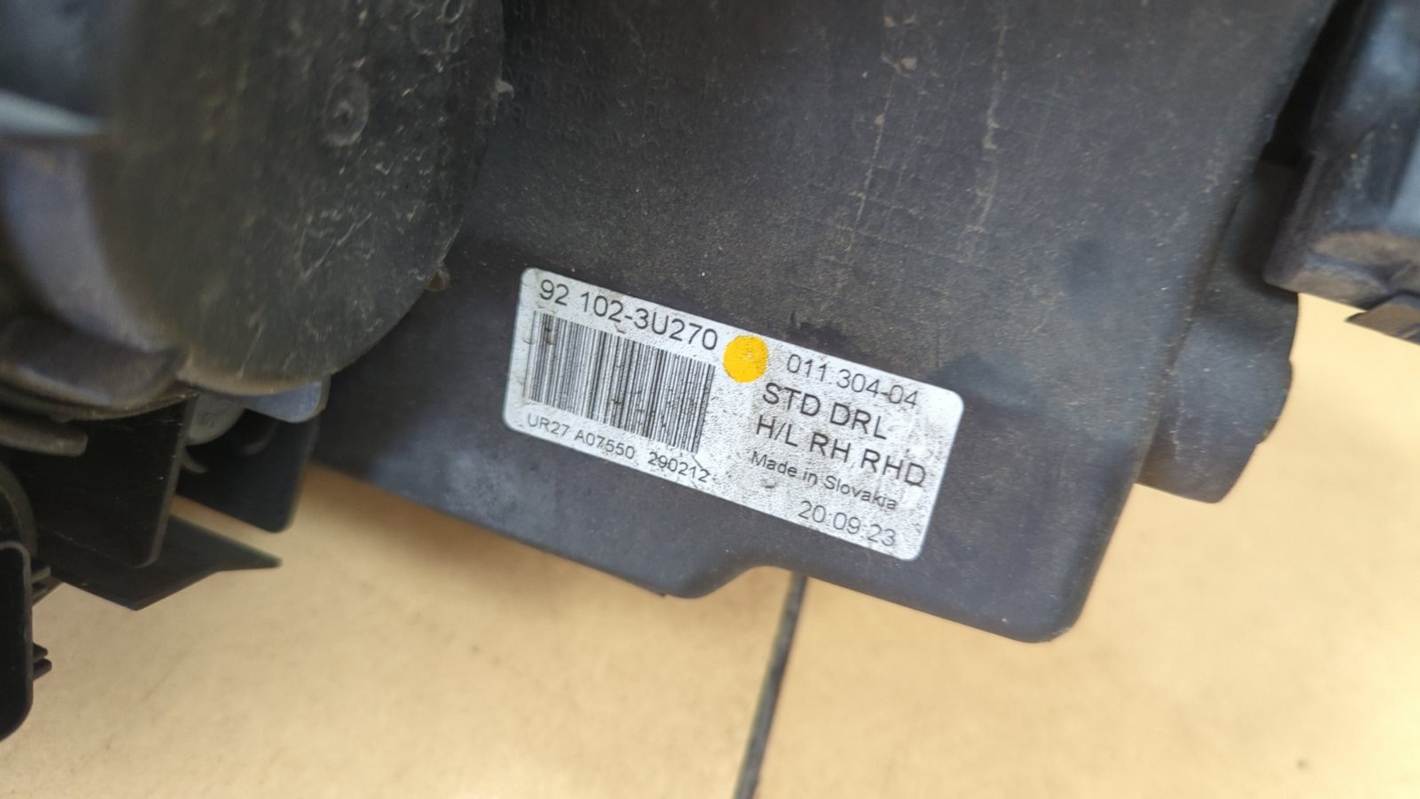 92 102-3U270
011.304-04
STD DRL
H/L RH RHD
Made in Slovakia
UR27 A07550 290212
20:09:23